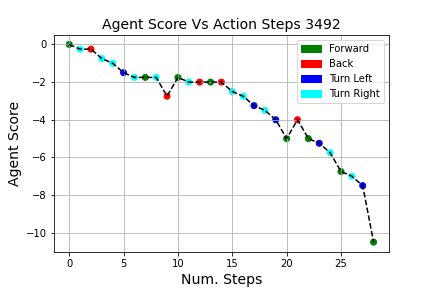 Agent Score Vs Action Steps 3492
Forward
Back
Turn Left
Turn Right
Agent Score
0
−2
−4
−6
−8
−10
0 5 10 15 20 25
Num. Steps